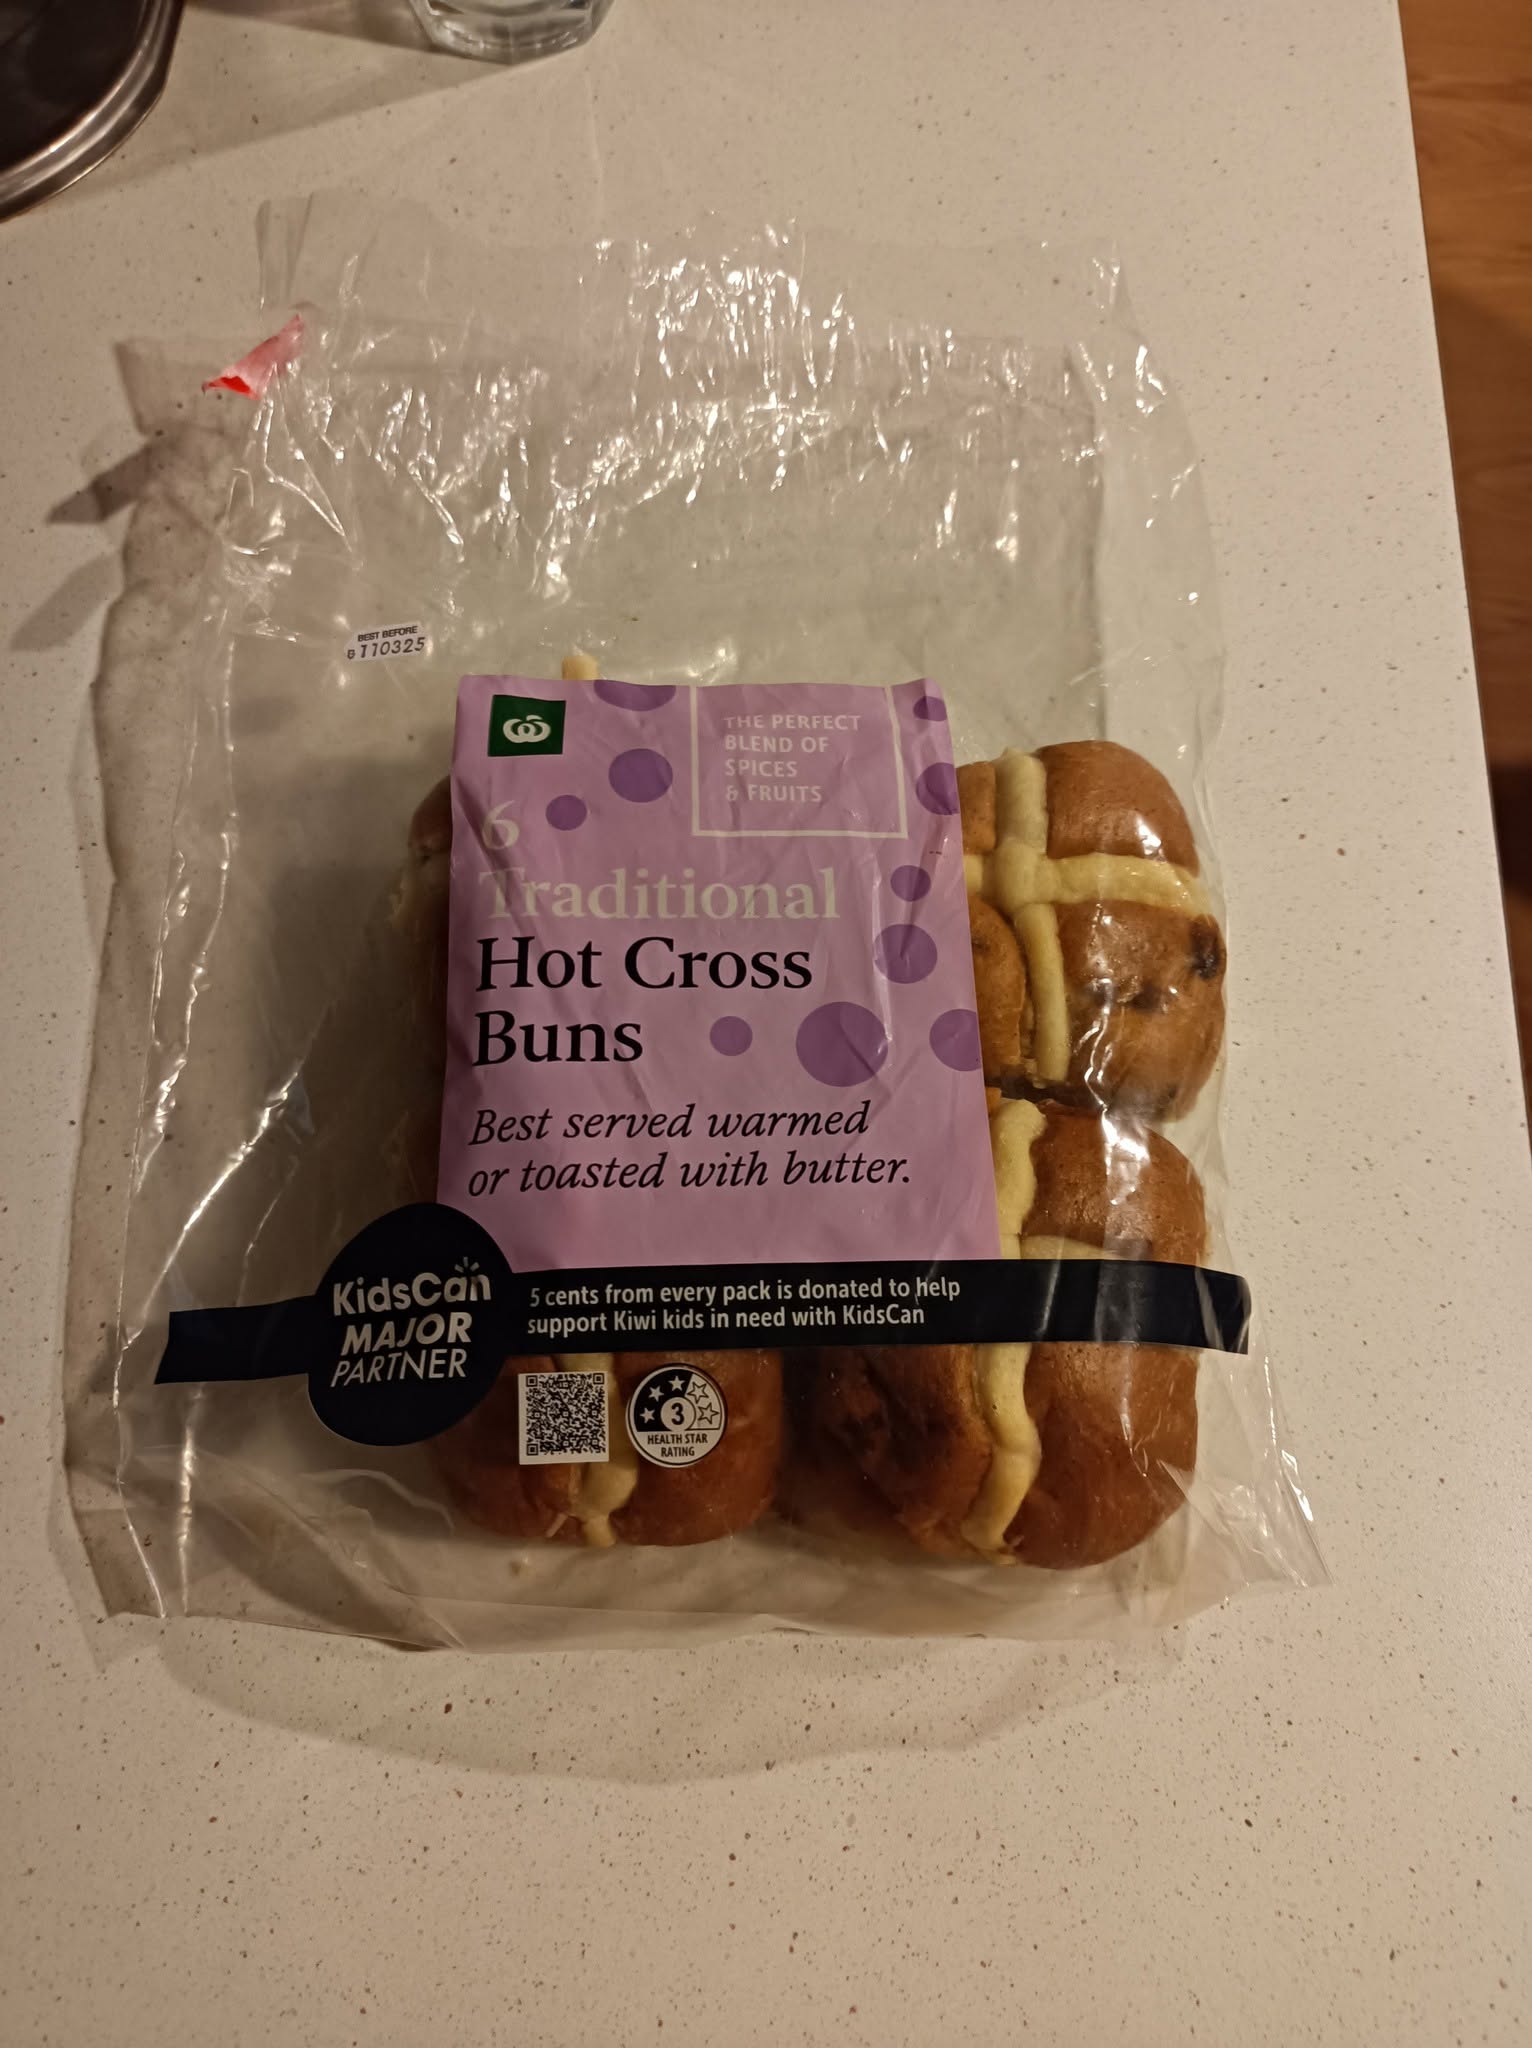 BEST BEFORE
110325
THE PERFECT
BLEND OF
SPICES
& FRUITS
6
Traditional
Hot Cross
Buns
Best served warmed
or toasted with butter.
KidsCan
MAJOR
PARTNER
5 cents from every pack is donated to help
support Kiwi kids in need with KidsCan
3
HEALTH STAR
RATING